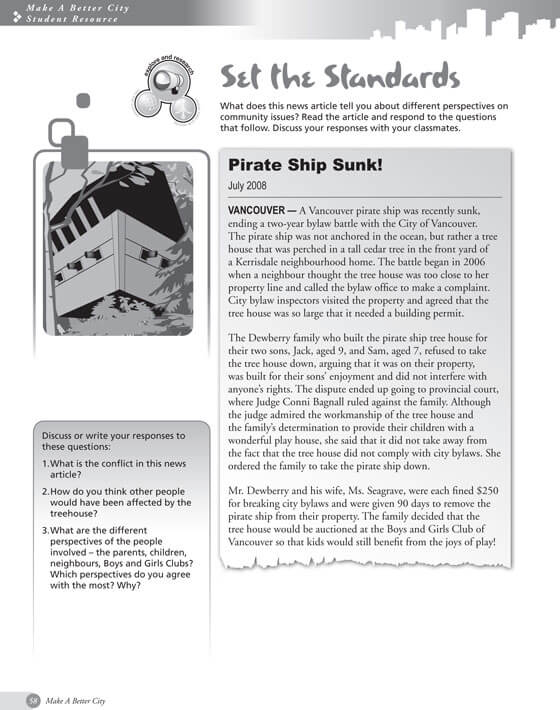 Make A Better City
Student Resource
explore and research
Set the Standards
What does this news article tell you about different perspectives on
community issues? Read the article and respond to the questions
that follow. Discuss your responses with your classmates.
Pirate Ship Sunk!
July 2008
VANCOUVER — A Vancouver pirate ship was recently sunk,
ending a two-year bylaw battle with the City of Vancouver.
The pirate ship was not anchored in the ocean, but rather a tree
house that was perched in a tall cedar tree in the front yard of
a Kerrisdale neighbourhood home. The battle began in 2006
when a neighbour thought the tree house was too close to her
property line and called the bylaw office to make a complaint.
City bylaw inspectors visited the property and agreed that the
tree house was so large that it needed a building permit.
The Dewberry family who built the pirate ship tree house for
their two sons, Jack, aged 9, and Sam, aged 7, refused to take
the tree house down, arguing that it was on their property,
was built for their sons' enjoyment and did not interfere with
anyone's rights. The dispute ended up going to provincial court,
where Judge Conni Bagnall ruled against the family. Although
the judge admired the workmanship of the tree house and
the family's determination to provide their children with a
wonderful play house, she said that it did not take away from
the fact that the tree house did not comply with city bylaws. She
ordered the family to take the pirate ship down.
Mr. Dewberry and his wife, Ms. Seagrave, were each fined $250
for breaking city bylaws and were given 90 days to remove the
pirate ship from their property. The family decided that the
tree house would be auctioned at the Boys and Girls Club of
Vancouver so that kids would still benefit from the joys of play!
Discuss or write your responses to
these questions:
1.What is the conflict in this news
article?
2.How do you think other people
would have been affected by the
treehouse?
3.What are the different
perspectives of the people
involved – the parents, children,
neighbours, Boys and Girls Clubs?
Which perspectives do you agree
with the most? Why?
58 Make A Better City